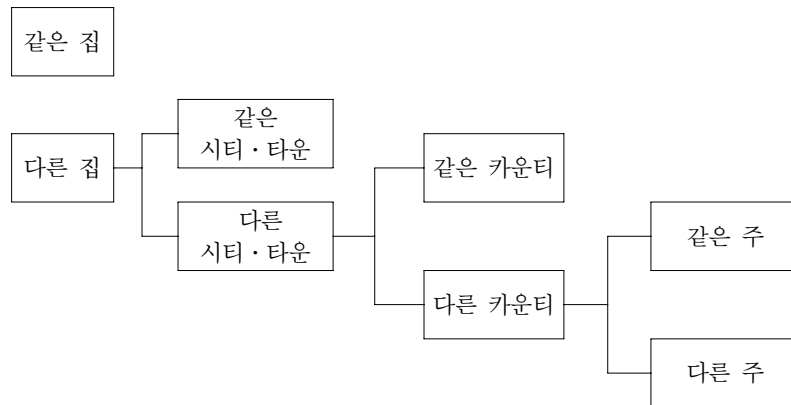 같은 집
다른 집
같은
시티·타운
다른
시티·타운
같은 카운티
다른 카운티
같은 주
다른 주